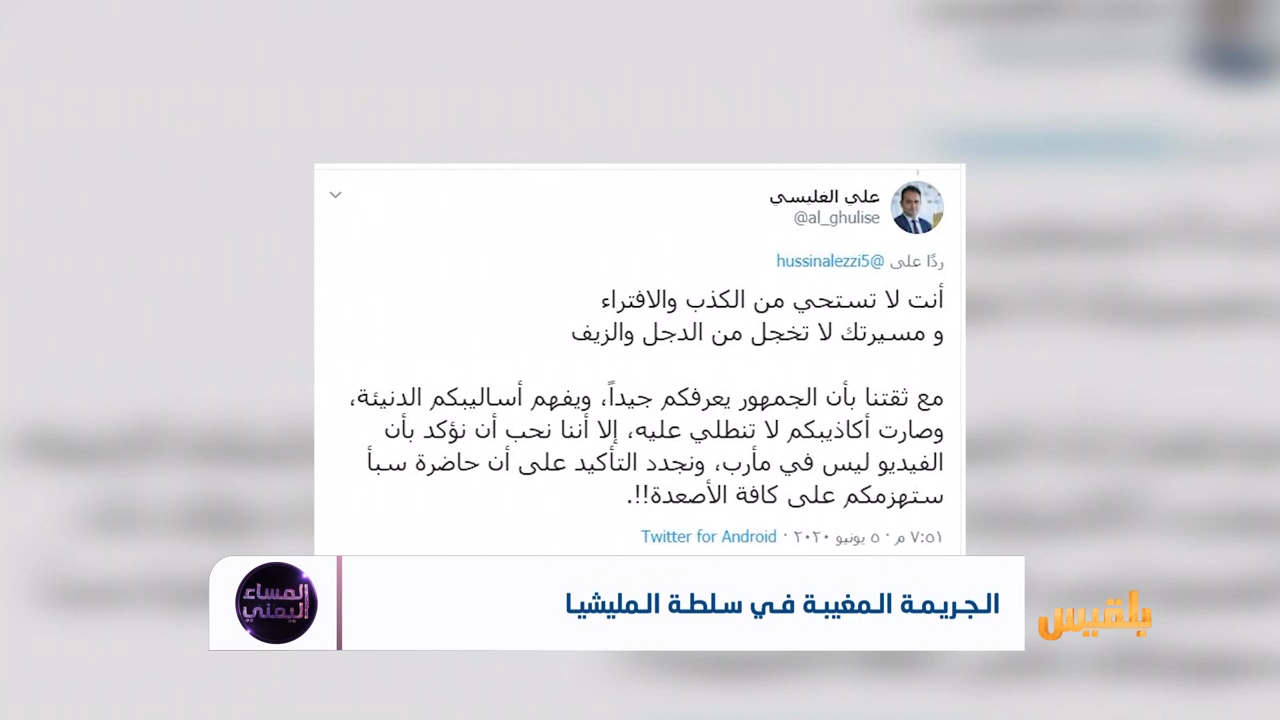 علي الغليسي
@al_ghulise
ردًا على @hussinalezzi5
أنت لا تستحي من الكذب والافتراء
و مسيرتك لا تخجل من الدجل والزيف
مع ثقتنا بأن الجمهور يعرفكم جيداً، ويفهم أساليبكم الدنيئة،
وصارت أكاذيبكم لا تنطلي عليه، إلا أننا نحب أن نؤكد بأن
الفيديو ليس في مأرب، ونجدد التأكيد على أن حاضرة سبأ
ستهزمكم على كافة الأصعدة!!.
٧:٥١ م · ٥ يونيو ٢٠٢٠ · Twitter for Android
الجريمة المغيبة في سلطة المليشيا
المساء
اليمني
بلقيس